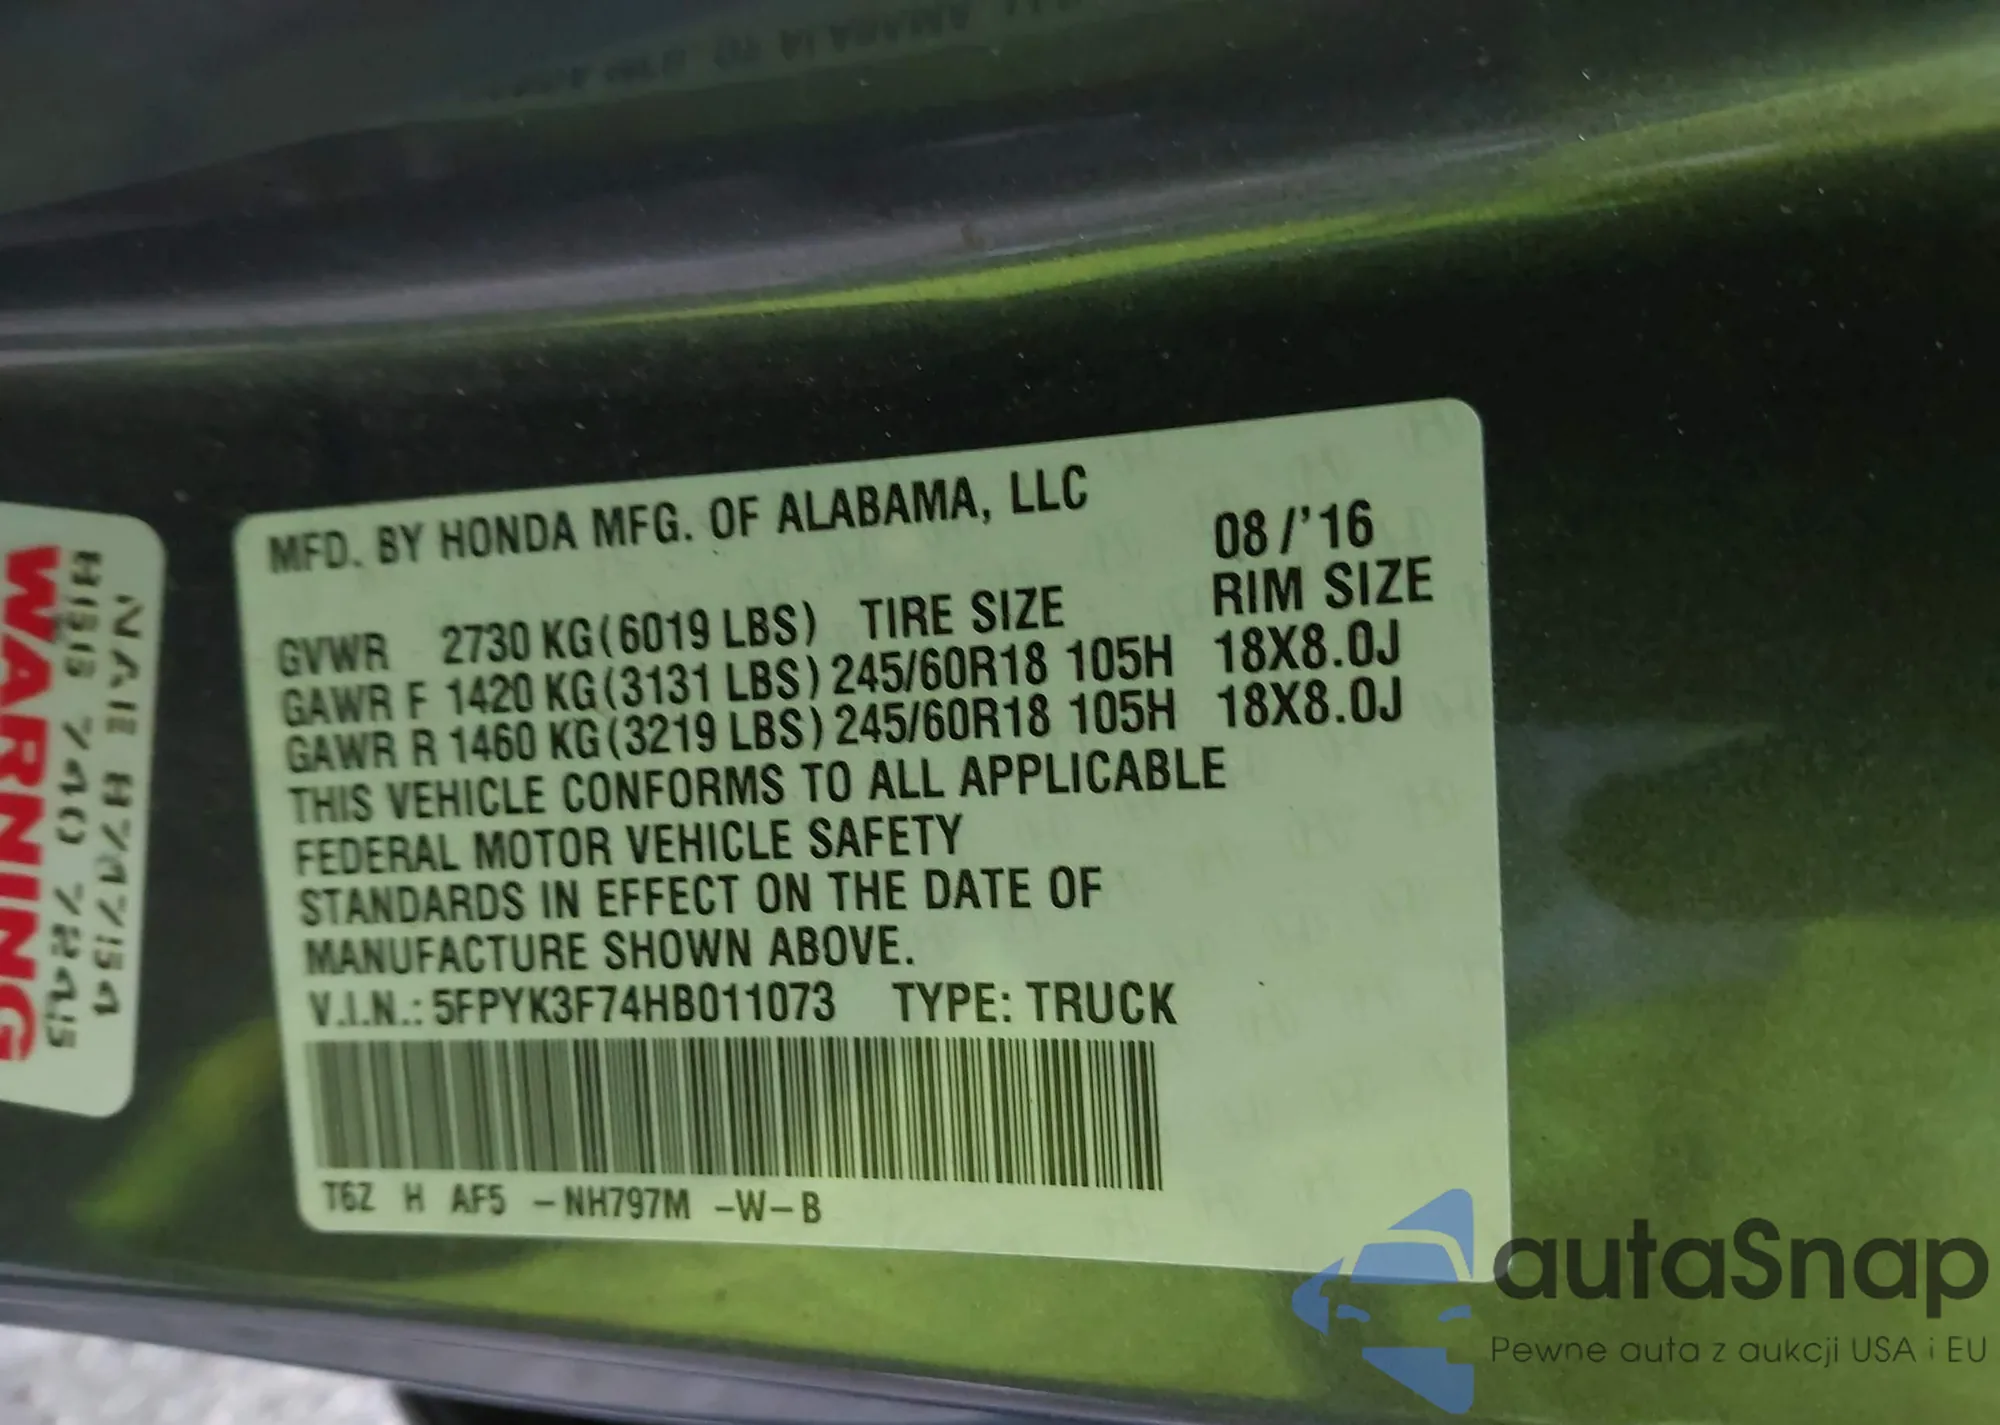 MFD. BY HONDA MFG. OF ALABAMA, LLC
08/'16
GVWR 2730 KG(6019 LBS) TIRE SIZE RIM SIZE
GAWR F 1420 KG(3131 LBS) 245/60R18 105H 18X8.0J
GAWR R 1460 KG(3219 LBS) 245/60R18 105H 18X8.0J
THIS VEHICLE CONFORMS TO ALL APPLICABLE
FEDERAL MOTOR VEHICLE SAFETY
STANDARDS IN EFFECT ON THE DATE OF
MANUFACTURE SHOWN ABOVE.
V.I.N.: 5FPYK3F74HB011073 TYPE: TRUCK
T6Z H AF5 -NH797M -W-B
WARNING
autaSnap
Pewne auta z aukcji USA i EU